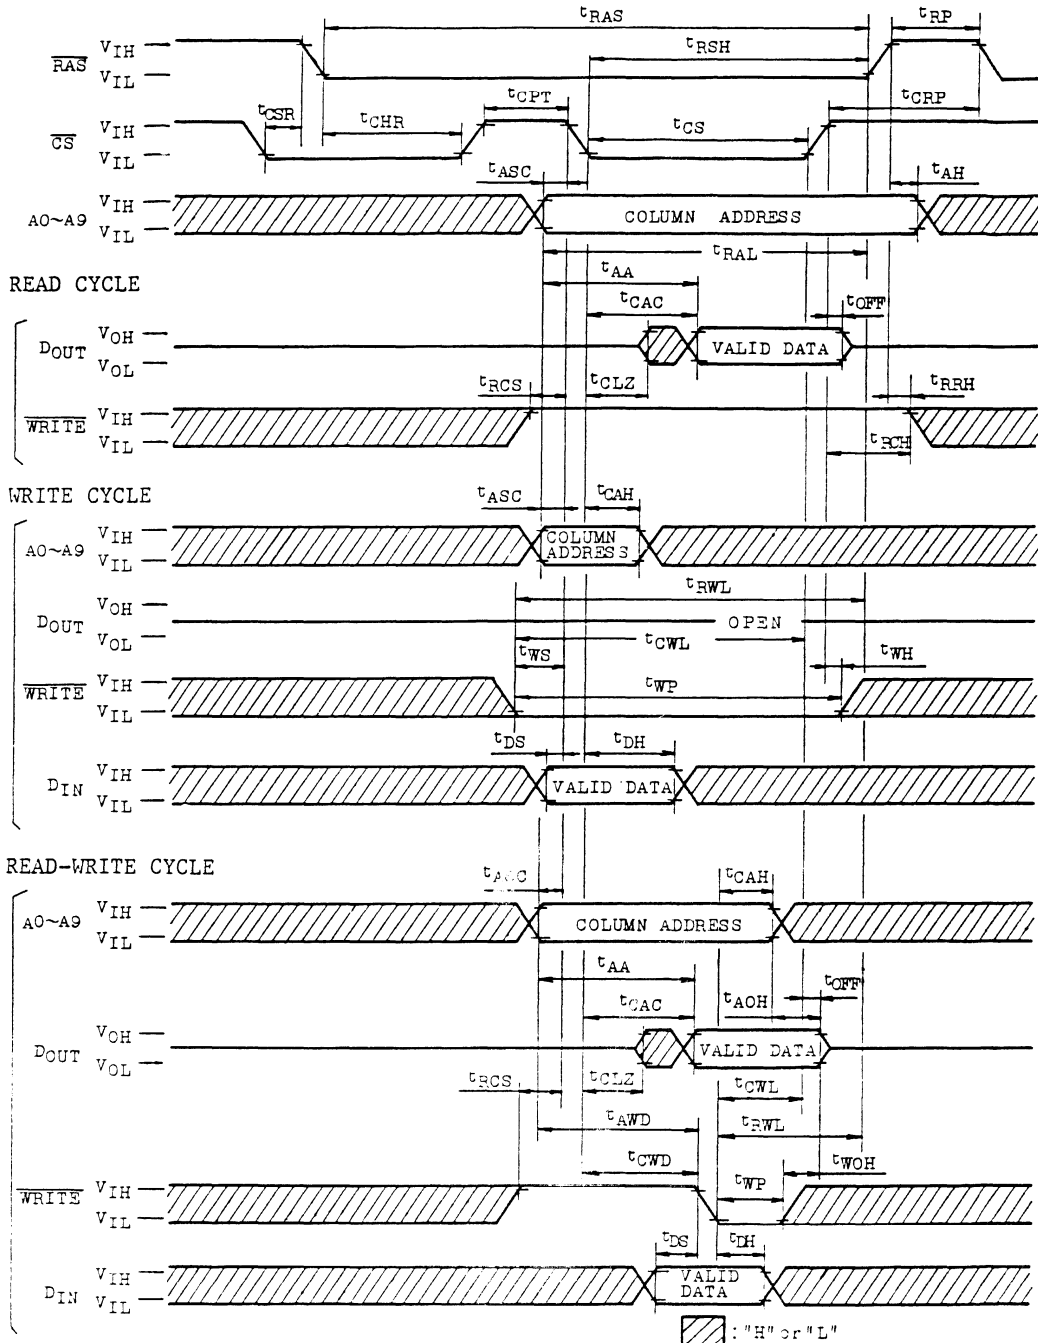 tRAS tRP
RAS VIH tRSH
VIL
tCSR tCPT tCRP
CS VIH tCHR tCS
VIL
tASC tAH
A0~A9 VIH COLUMN ADDRESS
VIL
tRAL
READ CYCLE tAA
tCAC tOFF
DOUT VOH VALID DATA
VOL
tRCS tCLZ tRRH
WRITE VIH
VIL tRCH
WRITE CYCLE tASC tCAH
A0~A9 VIH COLUMN
VIL ADDRESS
tRWL
DOUT VOH OPEN
VOL tCWL
tWS tWH
WRITE VIH tWP
VIL
tDS tDH
DIN VIH VALID DATA
VIL
READ-WRITE CYCLE
tCAH
A0~A9 VIH COLUMN ADDRESS
VIL
tAA tOFF
tCAC tAOH
DOUT VOH VALID DATA
VOL
tRCS tCLZ tCWL
tAWD tRWL
tCWD tWOH
WRITE VIH tWP
VIL
tDS tDH
DIN VIH VALID
VIL DATA
:"H" or "L"